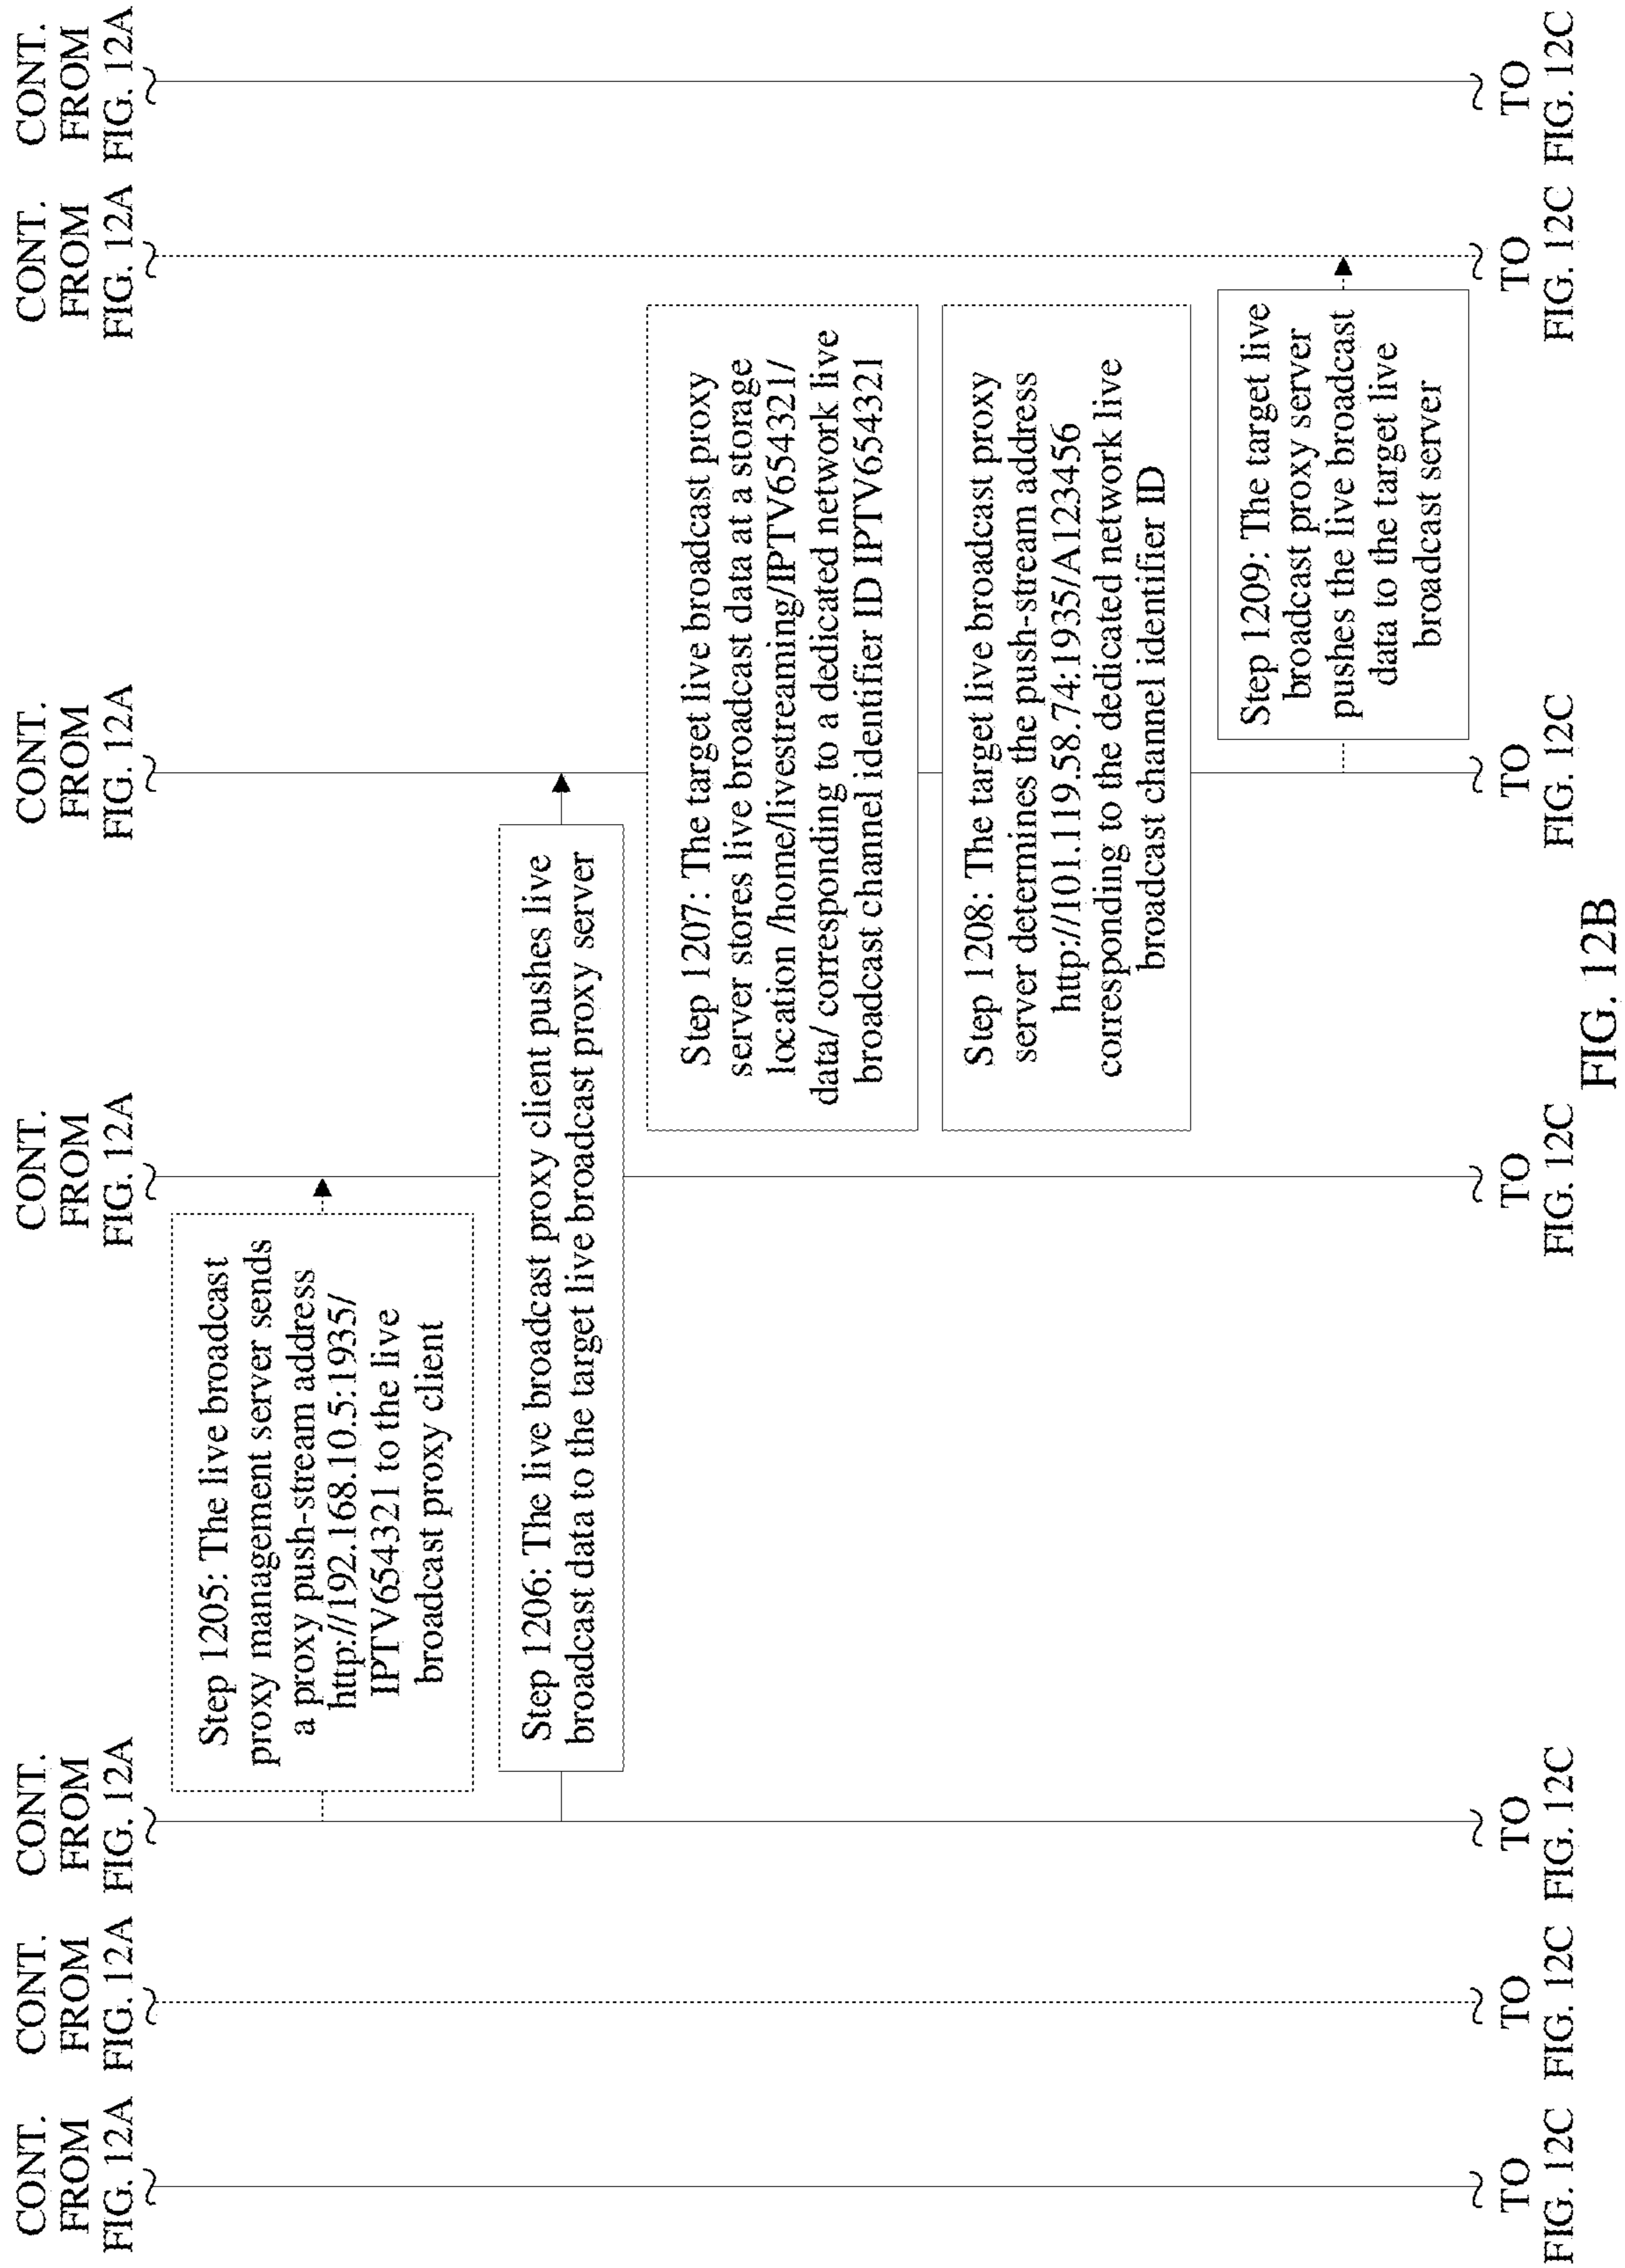 CONT.
FROM
FIG. 12A
CONT.
FROM
FIG. 12A
CONT.
FROM
FIG. 12A
CONT.
FROM
FIG. 12A
CONT.
FROM
FIG. 12A
CONT.
FROM
FIG. 12A
CONT.
FROM
FIG. 12A
Step 1205: The live broadcast
proxy management server sends
a proxy push-stream address
http://192.168.10.5:1935/
IPTV654321 to the live
broadcast proxy client
Step 1206: The live broadcast proxy client pushes live
broadcast data to the target live broadcast proxy server
Step 1207: The target live broadcast proxy
server stores live broadcast data at a storage
location /home/livestreaming/IPTV654321/
data/ corresponding to a dedicated network live
broadcast channel identifier ID IPTV654321
Step 1208: The target live broadcast proxy
server determines the push-stream address
http://101.119.58.74:1935/A123456
corresponding to the dedicated network live
broadcast channel identifier ID
Step 1209: The target live
broadcast proxy server
pushes the live broadcast
data to the target live
broadcast server
TO
FIG. 12C
TO
FIG. 12C
TO
FIG. 12C
TO
FIG. 12C
TO
FIG. 12C
TO
FIG. 12C
TO
FIG. 12C
FIG. 12B